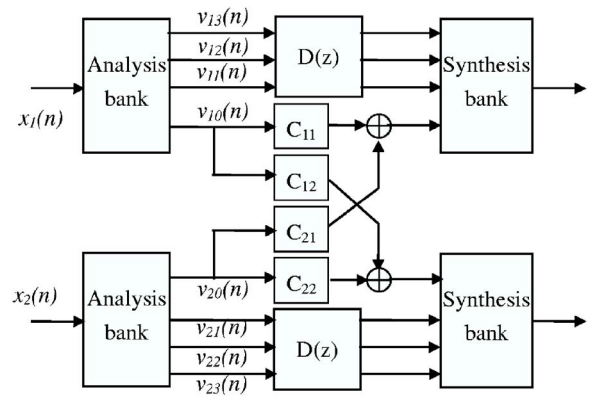 v13(n)
v12(n)
v11(n)
v10(n)
x1(n)
Analysis
bank
D(z)
Synthesis
bank
C11
C12
C21
C22
x2(n)
Analysis
bank
v20(n)
v21(n)
v22(n)
v23(n)
D(z)
Synthesis
bank